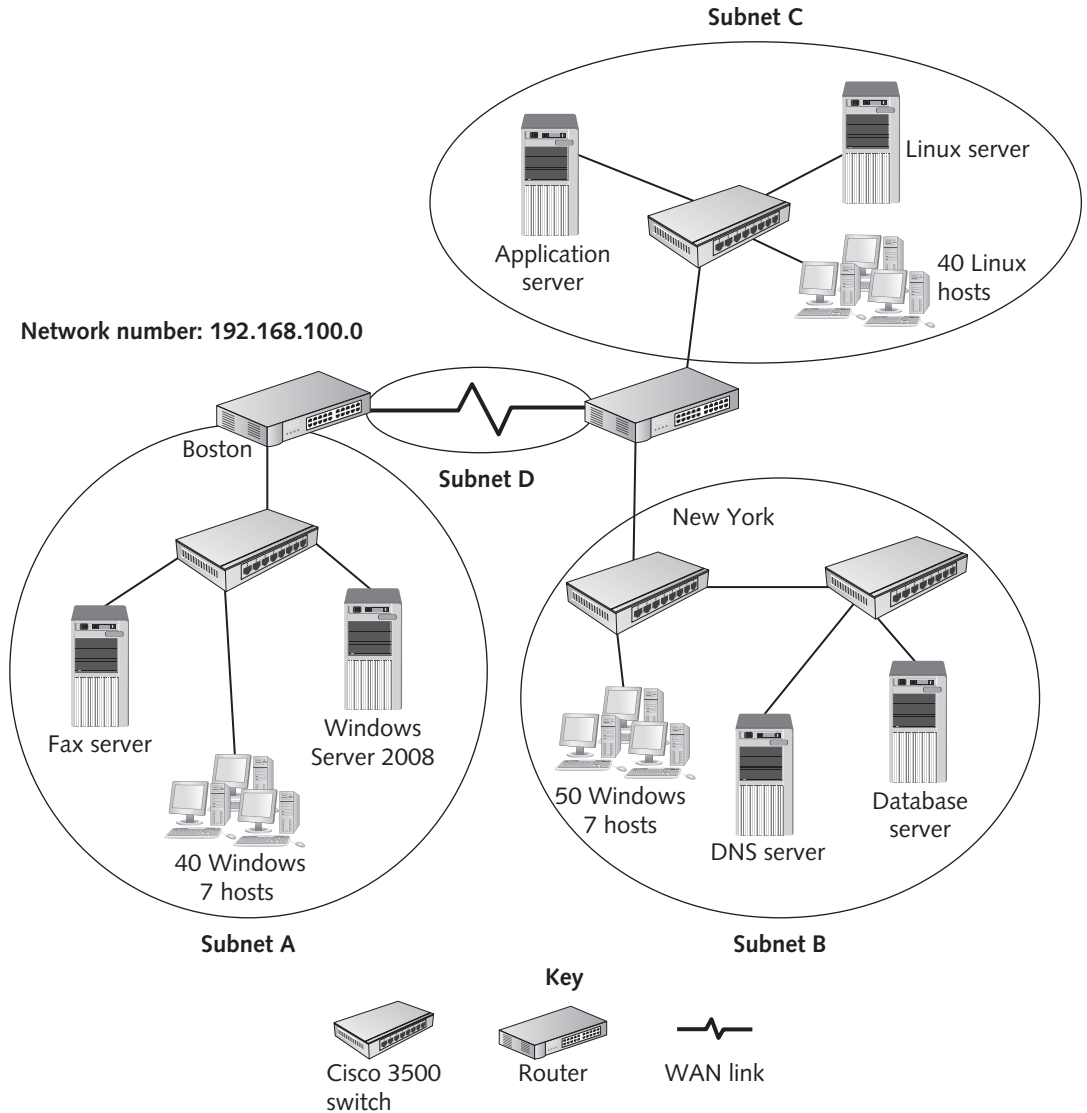 Subnet C
Linux server
Application
server
40 Linux
hosts
Network number: 192.168.100.0
Boston
Subnet D
New York
Fax server
Windows
Server 2008
40 Windows
7 hosts
50 Windows
7 hosts
DNS server
Database
server
Subnet A
Subnet B
Key
Cisco 3500
switch
Router
WAN link